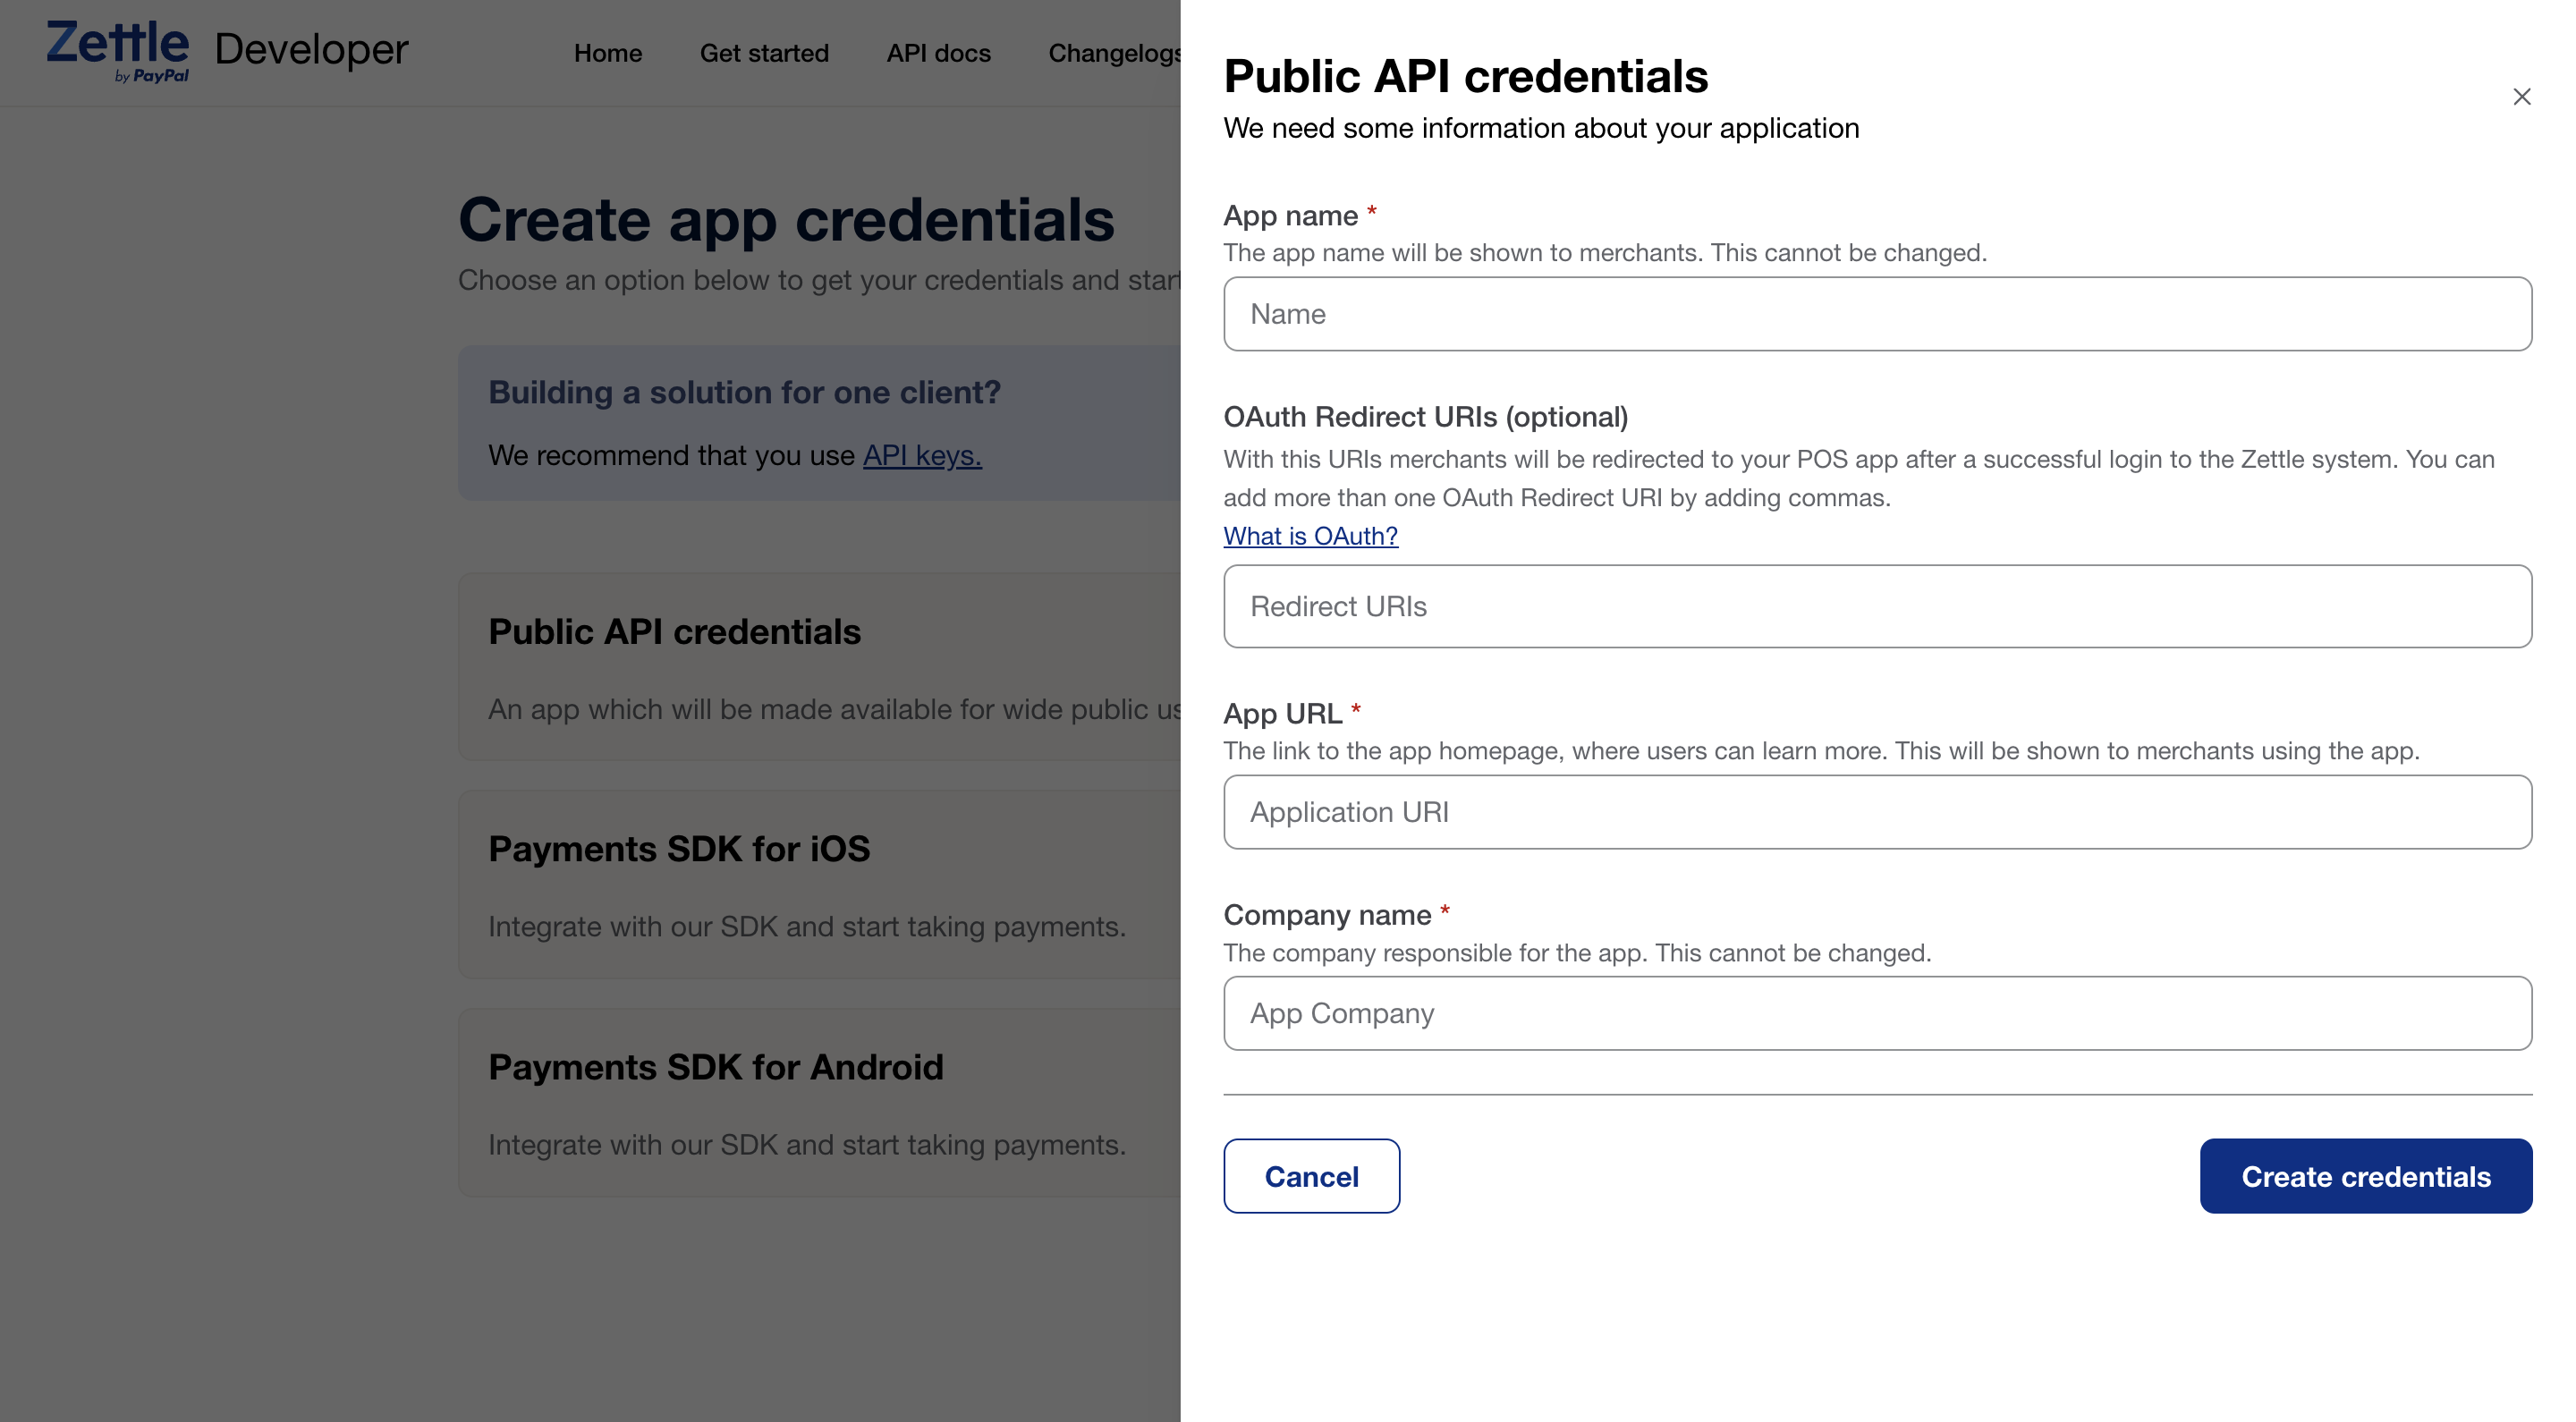 Zettle
by PayPal
Developer
Home
Get started
API docs
Changelogs
Create app credentials
Choose an option below to get your credentials and start
Building a solution for one client?
We recommend that you use API keys.
Public API credentials
An app which will be made available for wide public us
Payments SDK for iOS
Integrate with our SDK and start taking payments.
Payments SDK for Android
Integrate with our SDK and start taking payments.
Public API credentials
We need some information about your application
App name *
The app name will be shown to merchants. This cannot be changed.
Name
OAuth Redirect URIs (optional)
With this URIs merchants will be redirected to your POS app after a successful login to the Zettle system. You can
add more than one OAuth Redirect URI by adding commas.
What is OAuth?
Redirect URIs
App URL *
The link to the app homepage, where users can learn more. This will be shown to merchants using the app.
Application URI
Company name *
The company responsible for the app. This cannot be changed.
App Company
Cancel
Create credentials